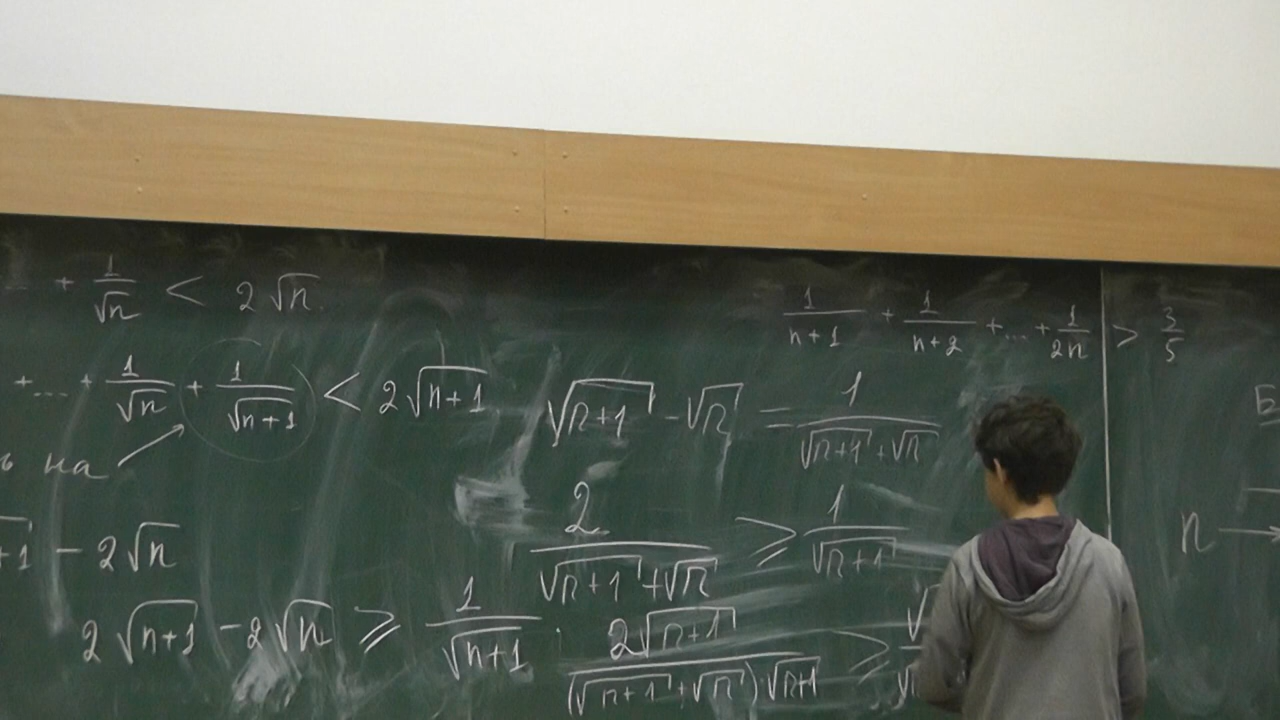 + 1/√n < 2√n.
1/(n+1) + 1/(n+2) + ... + 1/2n > 3/5
+ ... + 1/√n + 1/√(n+1) < 2√(n+1)
√(n+1) - √n = 1/(√(n+1) + √n)
на
2/(√(n+1) + √n) ≥ 1/√(n+1)
n →
+1 - 2√n
2√(n+1) - 2√n ≥ 1/√(n+1)
2√(n+1)/((√(n+1) + √n)·√(n+1)) ≥